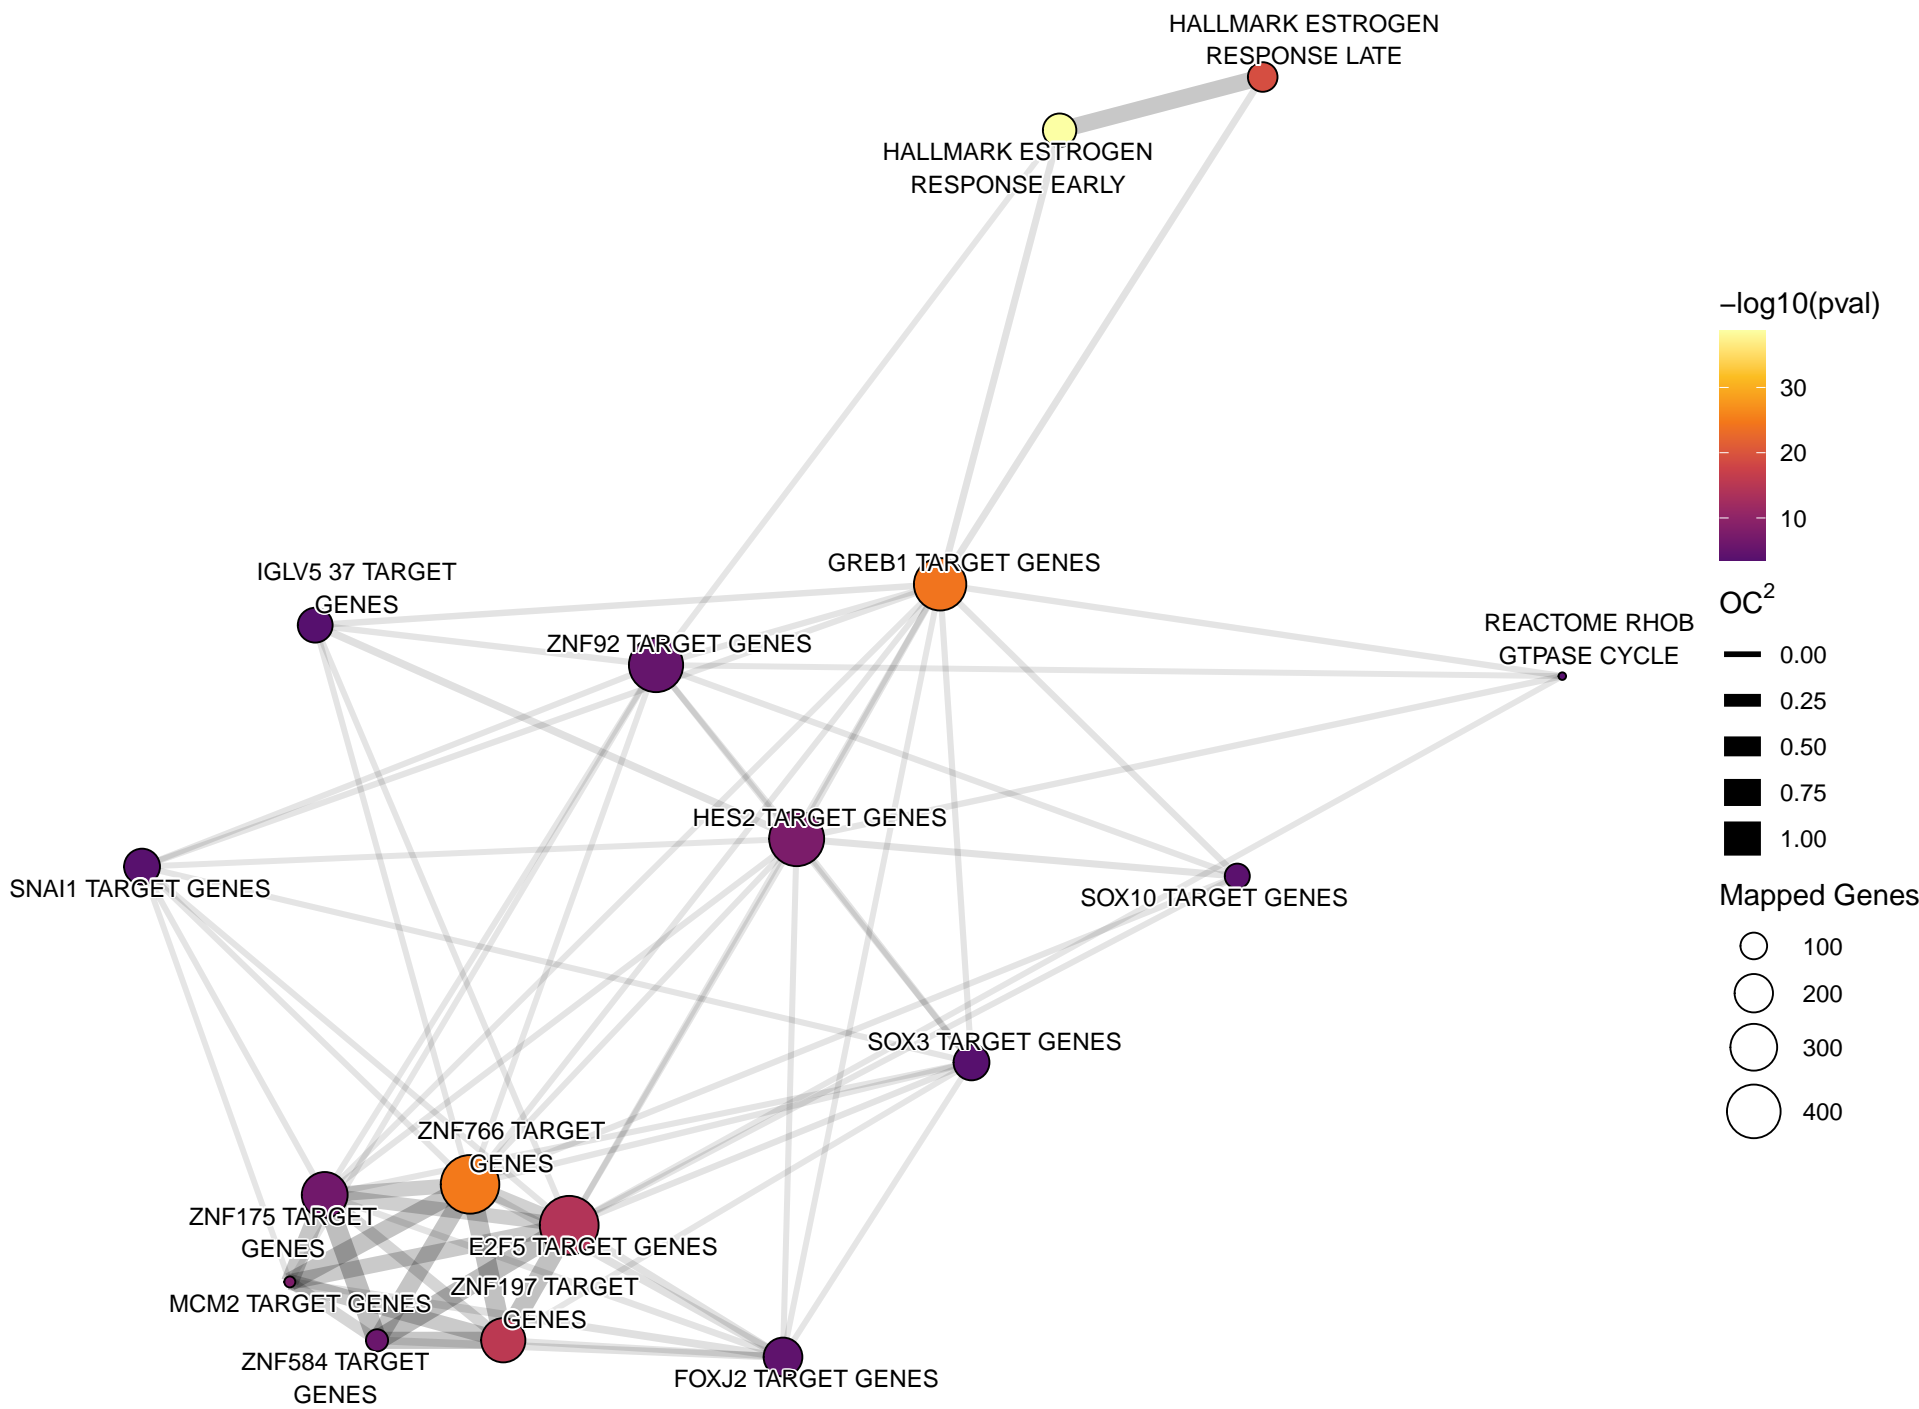 HALLMARK ESTROGEN
RESPONSE LATE
HALLMARK ESTROGEN
RESPONSE EARLY
−log10(pval)
30
20
10
IGLV5 37 TARGET
GENES
GREB1 TARGET GENES
ZNF92 TARGET GENES
REACTOME RHOB
GTPASE CYCLE
OC²
0.00
0.25
0.50
0.75
1.00
HES2 TARGET GENES
SNAI1 TARGET GENES
SOX10 TARGET GENES
Mapped Genes
100
200
300
400
SOX3 TARGET GENES
ZNF766 TARGET
GENES
ZNF175 TARGET
GENES
E2F5 TARGET GENES
ZNF197 TARGET
GENES
MCM2 TARGET GENES
ZNF584 TARGET
GENES
FOXJ2 TARGET GENES